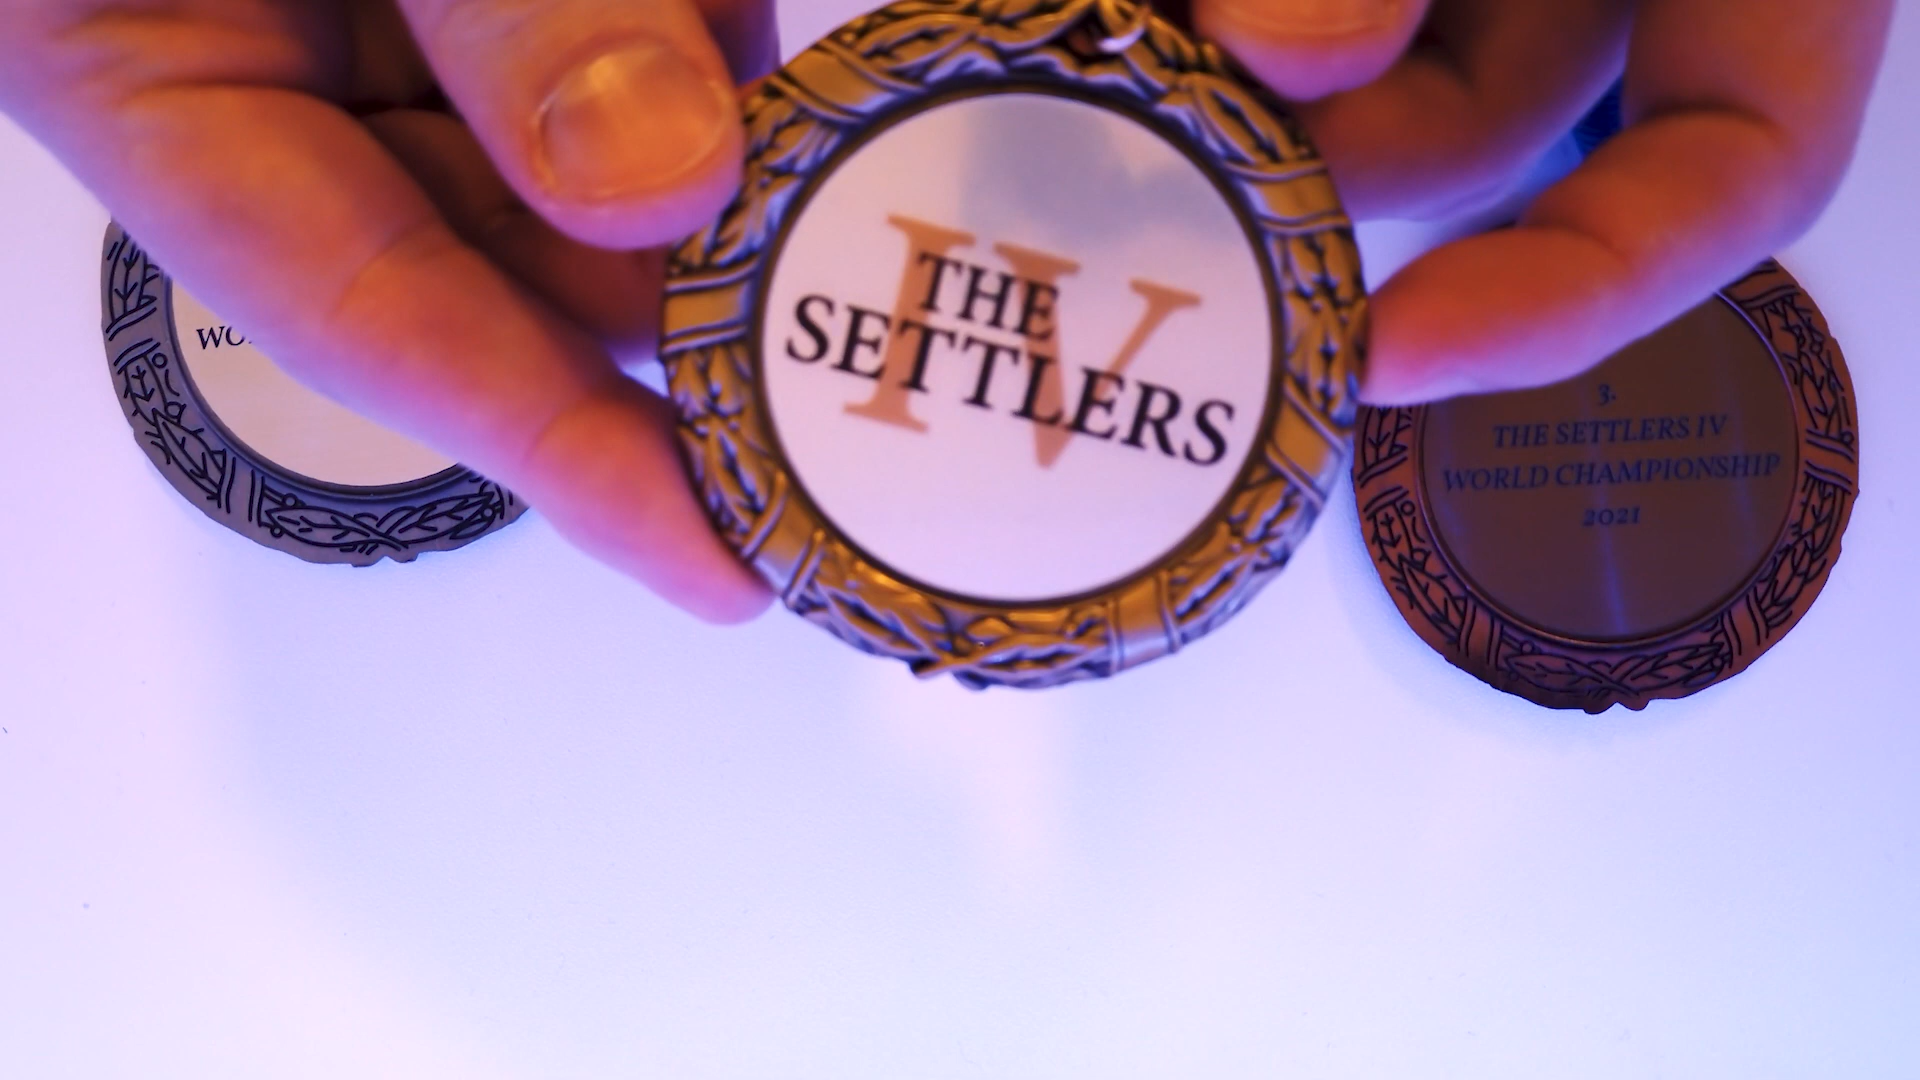 IV
THE
SETTLERS
3.
THE SETTLERS IV
WORLD CHAMPIONSHIP
2021